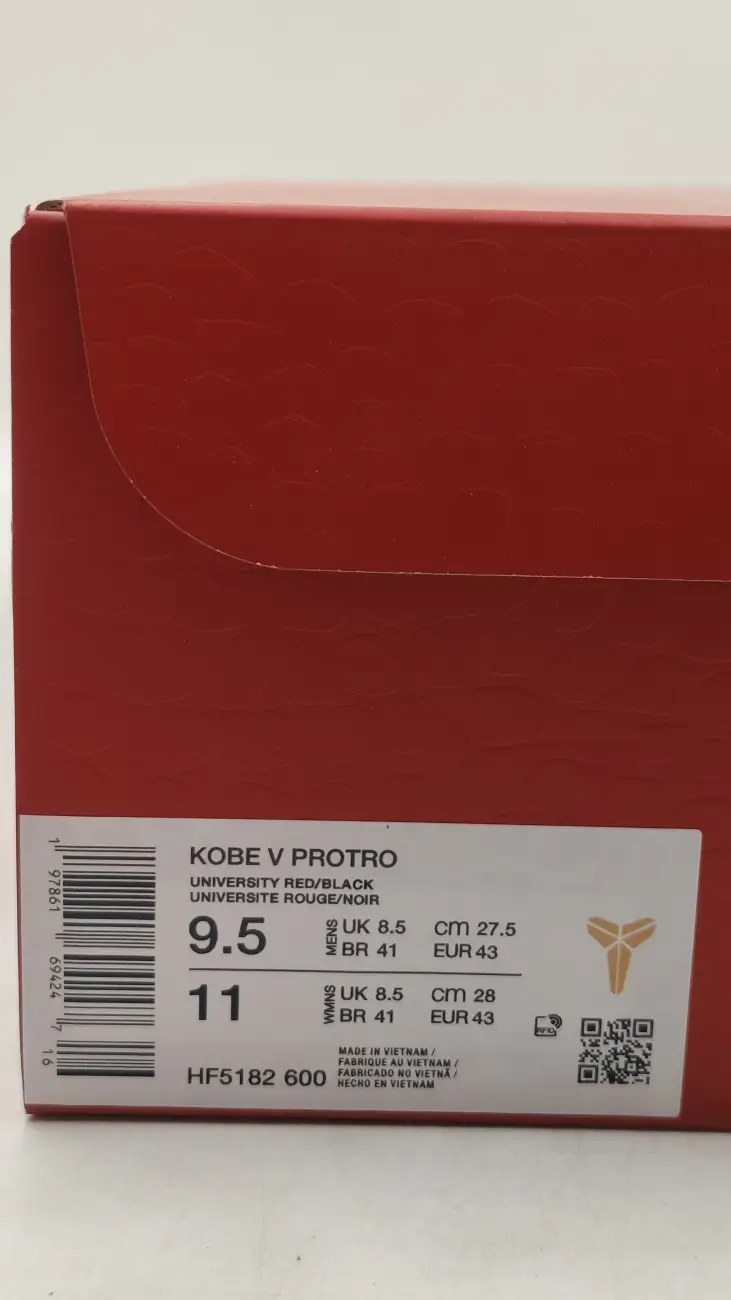 KOBE V PROTRO
UNIVERSITY RED/BLACK
UNIVERSITE ROUGE/NOIR
9.5 MENS UK 8.5 cm 27.5
BR 41 EUR 43
11 WMNS UK 8.5 cm 28
BR 41 EUR 43
RFID
HF5182 600
MADE IN VIETNAM /
FABRIQUE AU VIETNAM /
FABRICADO NO VIETNÃ /
HECHO EN VIETNAM
1 97861 69424 7 16